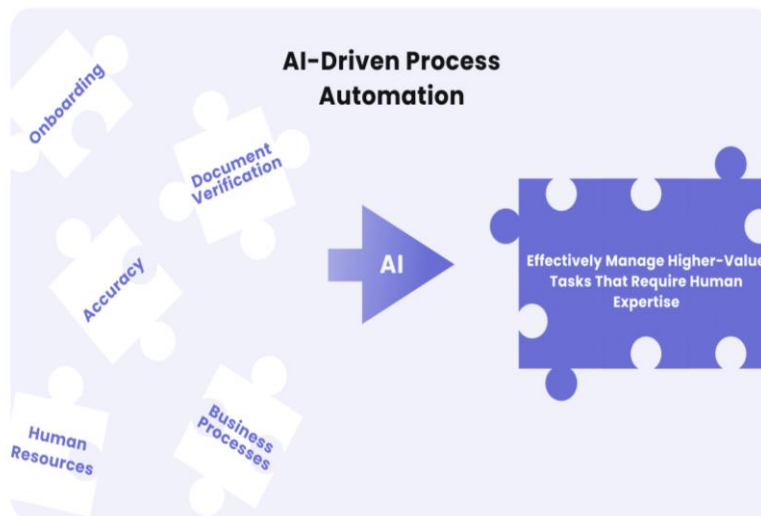 AI-Driven Process
Automation
Onboarding
Document
Verification
Accuracy
Human
Resources
Business
Processes
AI
Effectively Manage Higher-Value
Tasks That Require Human
Expertise